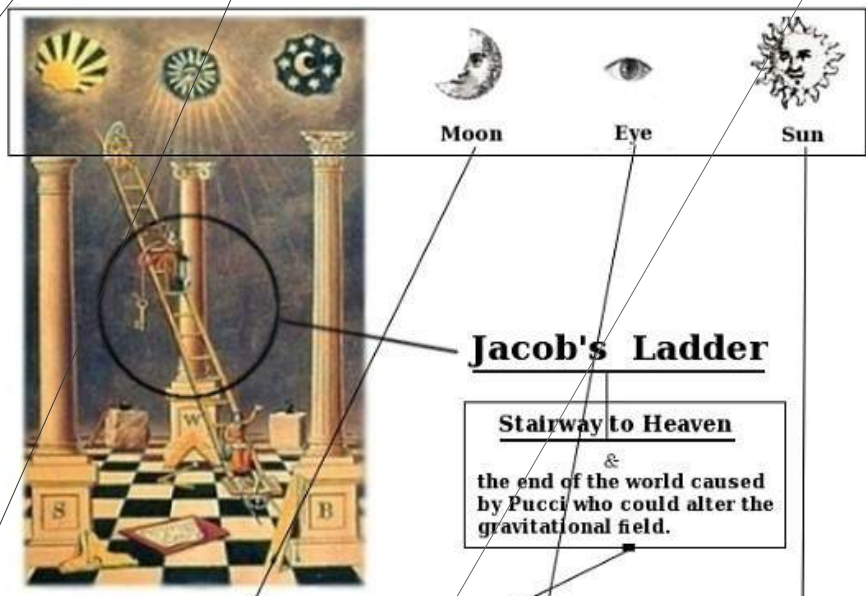 Moon
Eye
Sun
Jacob's Ladder
W
Stairway to Heaven
&
the end of the world caused
by Pucci who could alter the
gravitational field.
S
B